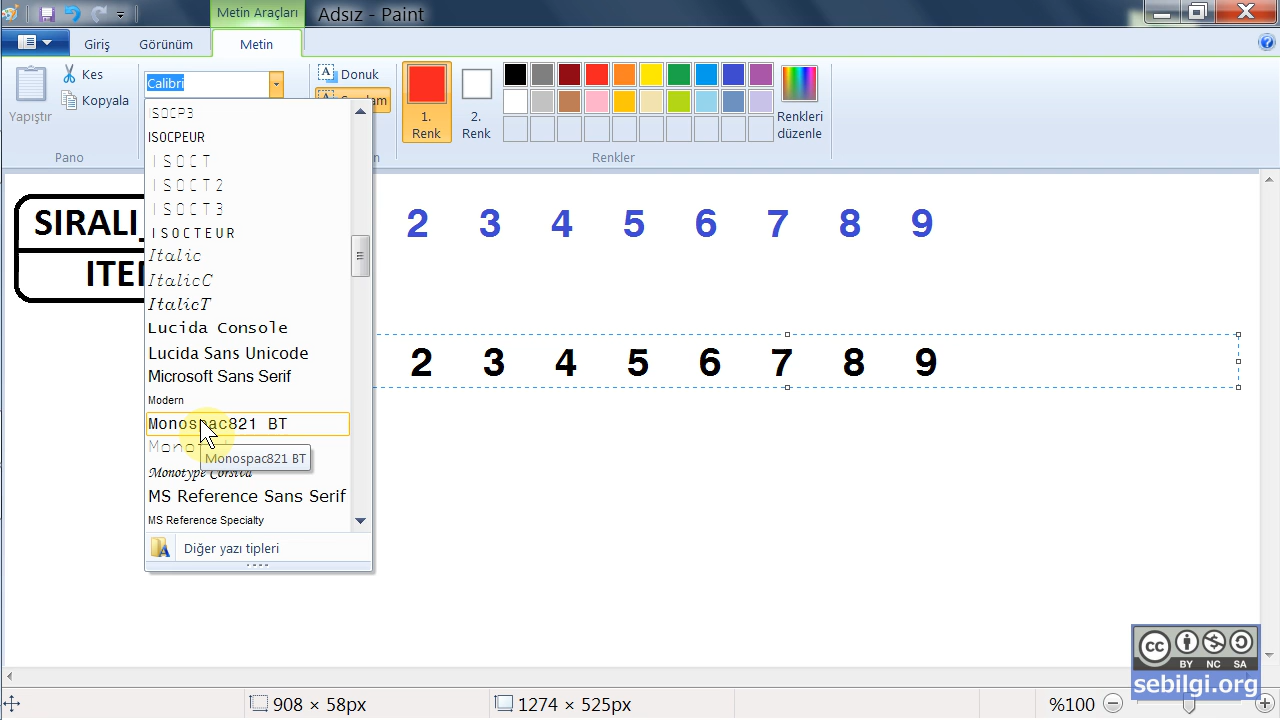 Metin Araçları
Adsız - Paint
Giriş
Görünüm
Metin
Yapıştır
Kes
Kopyala
Pano
Calibri
Donuk
1.
Renk
2.
Renk
Renkleri
düzenle
Renkler
ISOCP3
ISOCPEUR
ISOCT
ISOCT2
ISOCT3
ISOCTEUR
Italic
ItalicC
ItalicT
Lucida Console
Lucida Sans Unicode
Microsoft Sans Serif
Modern
Monospac821 BT
Monospac821 BT
Monotype Corsiva
MS Reference Sans Serif
MS Reference Specialty
Diğer yazı tipleri
SIRALI_
2 3 4 5 6 7 8 9
2 3 4 5 6 7 8 9
908 × 58px
1274 × 525px
%100
cc
BY NC SA
sebilgi.org